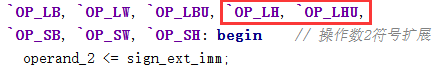 `OP_LB, `OP_LW, `OP_LBU, `OP_LH, `OP_LHU,
`OP_SB, `OP_SW, `OP_SH: begin    // 操作数2符号扩展
  operand_2 <= sign_ext_imm;